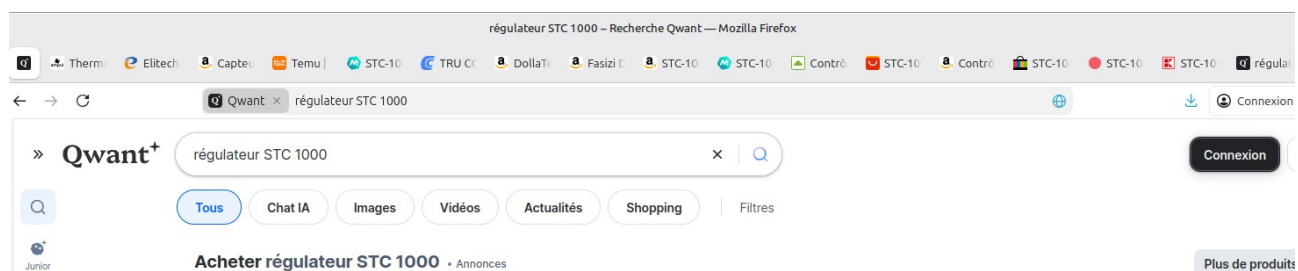 régulateur STC 1000 – Recherche Qwant — Mozilla Firefox
Therm Elitech Capteu Temu | STC-10 TRU CC DollaTe Fasizi D STC-10 STC-10 Contrô STC-10 Contrô STC-10 STC-10 STC-10 régulat
Qwant × régulateur STC 1000 Connexion
» Qwant+ régulateur STC 1000 × Connexion
Tous Chat IA Images Vidéos Actualités Shopping Filtres
Junior
Acheter régulateur STC 1000 • Annonces Plus de produits